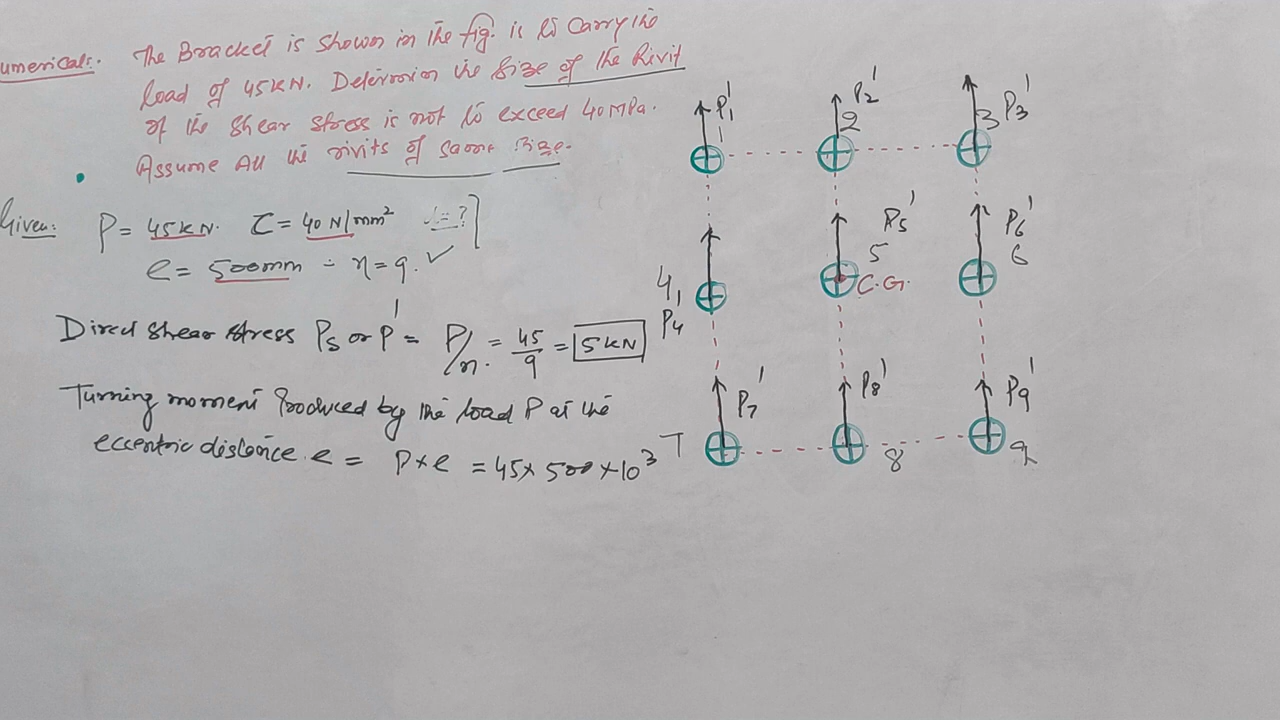 umericals:. The Bracket is shown in the fig. is to carry the
load of 45kN. Determin the size of the Rivit
of the shear stress is not to exceed 40MPa.
Assume All the rivits of same size.
Given: P = 45kN. τ = 40 N/mm² d = ?
e = 500mm - n = 9. ✓
Direct shear stress Ps or P' = P/n. = 45/9 = 5 kN
Turning moment Produced by the load P at the
eccentric distance e = P×e = 45×500×10³
P1' P2' P3'
1 2 3
P5' P6'
4, 5 6
P4 C.G.
P7' P8' P9'
7 8 9